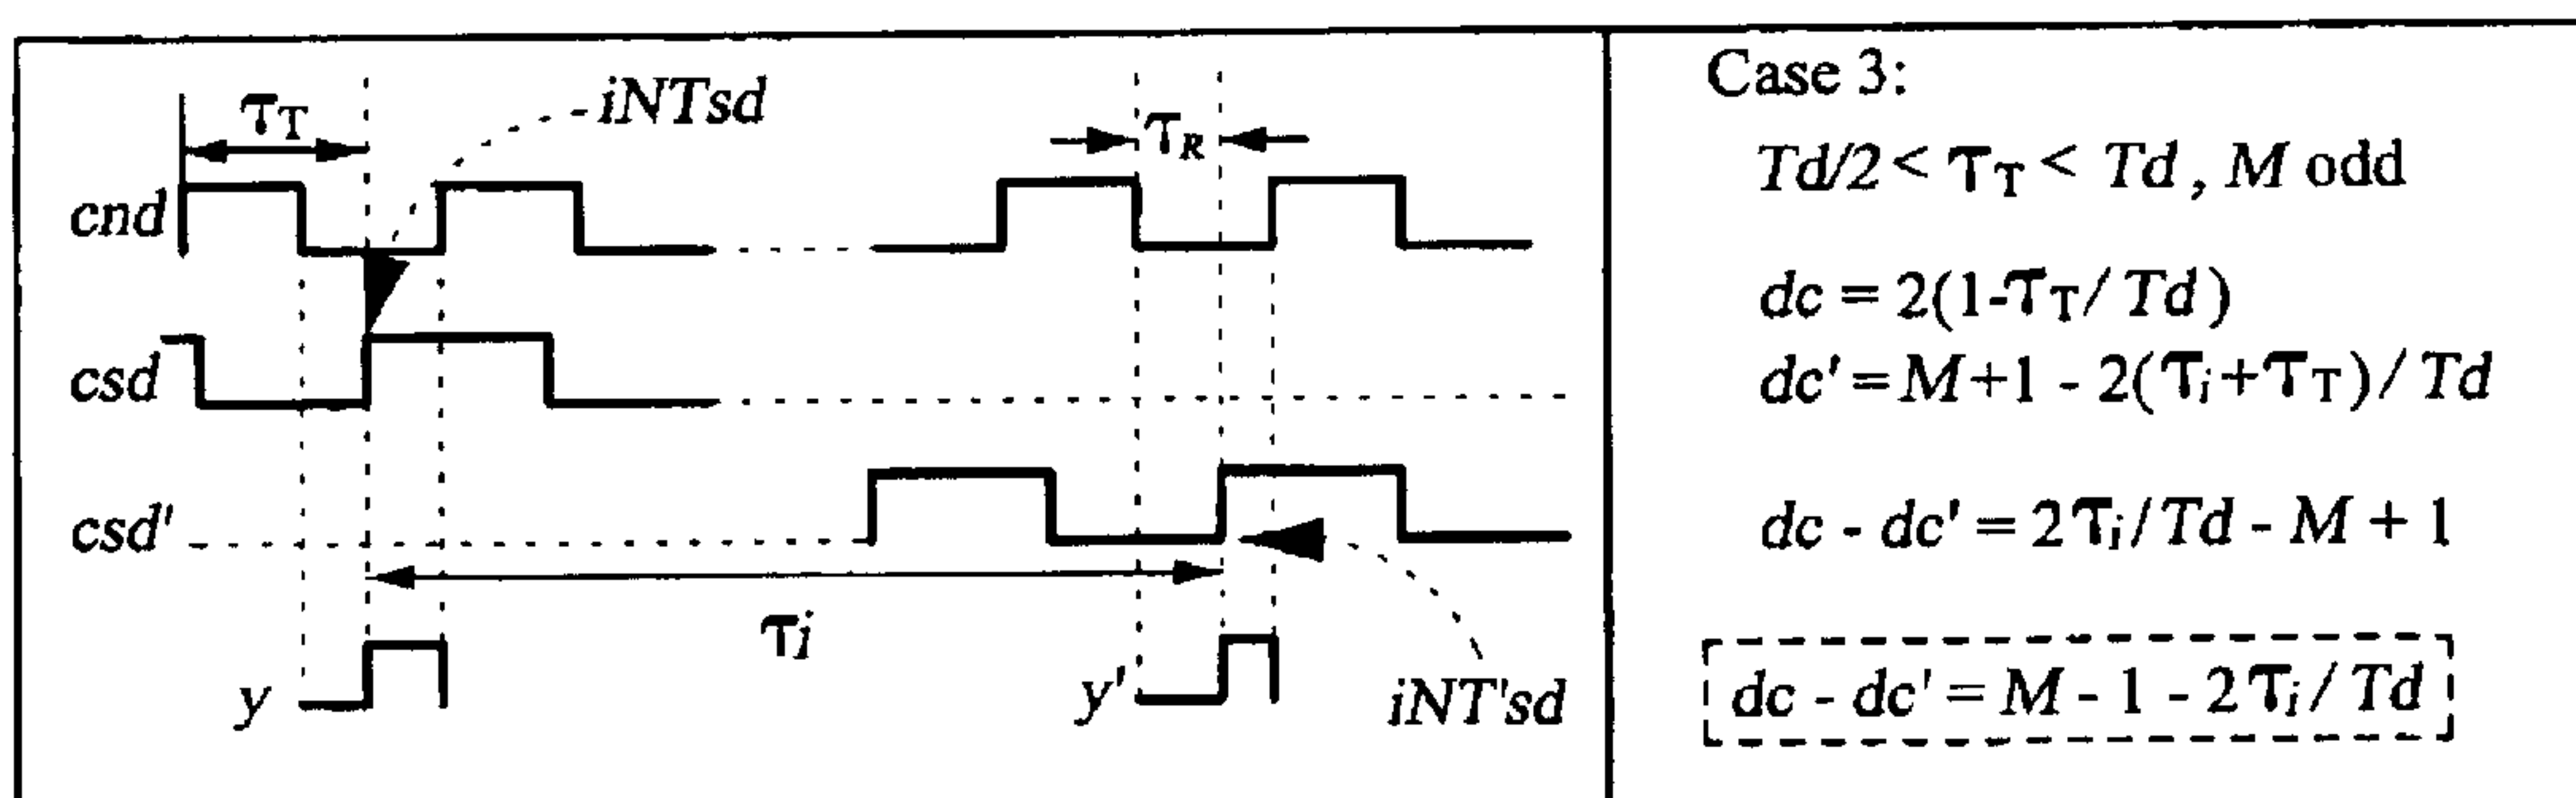 τT
iNTsd
τR
cnd
csd
csd'
τi
y
y'
iNT'sd
Case 3:
Td/2 < τT < Td, M odd
dc = 2(1-τT/ Td)
dc' = M+1 - 2(τi+τT)/ Td
dc - dc' = 2τi/Td - M + 1
dc - dc' = M - 1 - 2τi / Td